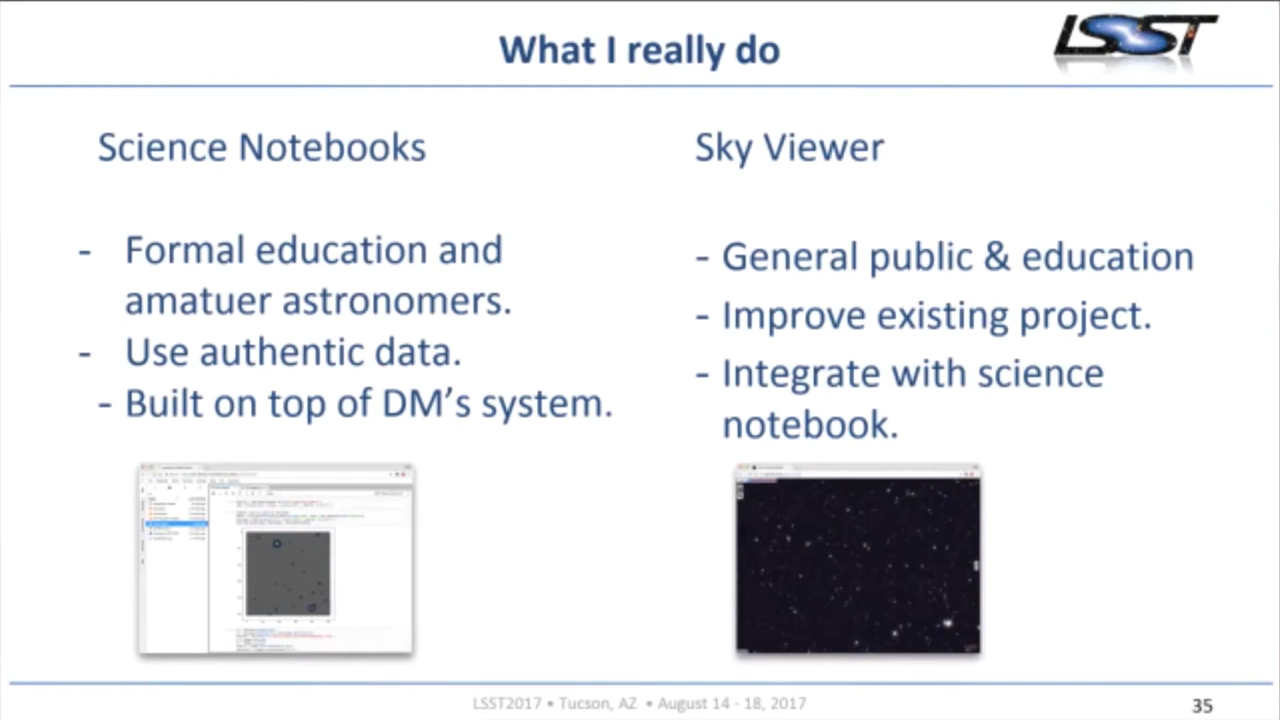 What I really do
LSST
Science Notebooks
- Formal education and
amatuer astronomers.
- Use authentic data.
- Built on top of DM’s system.
Sky Viewer
- General public & education
- Improve existing project.
- Integrate with science
notebook.
LSST2017 • Tucson, AZ • August 14 - 18, 2017
35